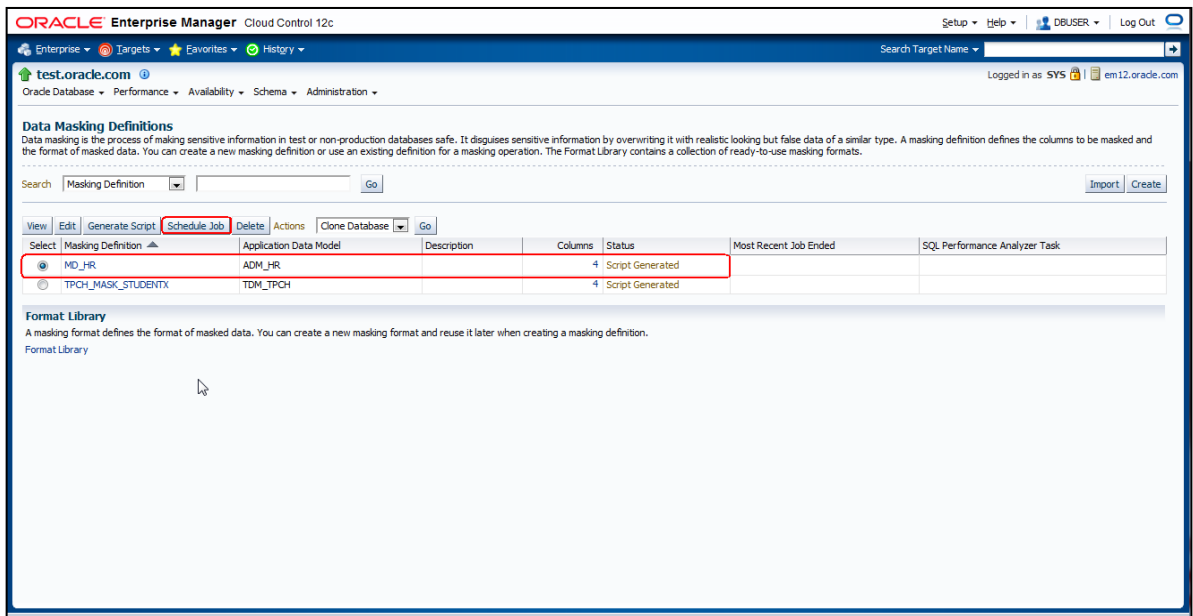 ORACLE Enterprise Manager Cloud Control 12c
Setup Help DBUSER Log Out
Enterprise Targets Favorites History Search Target Name
test.oracle.com Logged in as SYS em12.oracle.com
Oracle Database Performance Availability Schema Administration
Data Masking Definitions
Data masking is the process of making sensitive information in test or non-production databases safe. It disguises sensitive information by overwriting it with realistic looking but false data of a similar type. A masking definition defines the columns to be masked and
the format of masked data. You can create a new masking definition or use an existing definition for a masking operation. The Format Library contains a collection of ready-to-use masking formats.
Search Masking Definition Go Import Create
View Edit Generate Script Schedule Job Delete Actions Clone Database Go
Select Masking Definition Application Data Model Description Columns Status Most Recent Job Ended SQL Performance Analyzer Task
MD_HR ADM_HR 4 Script Generated
TPCH_MASK_STUDENTX TDM_TPCH 4 Script Generated
Format Library
A masking format defines the format of masked data. You can create a new masking format and reuse it later when creating a masking definition.
Format Library